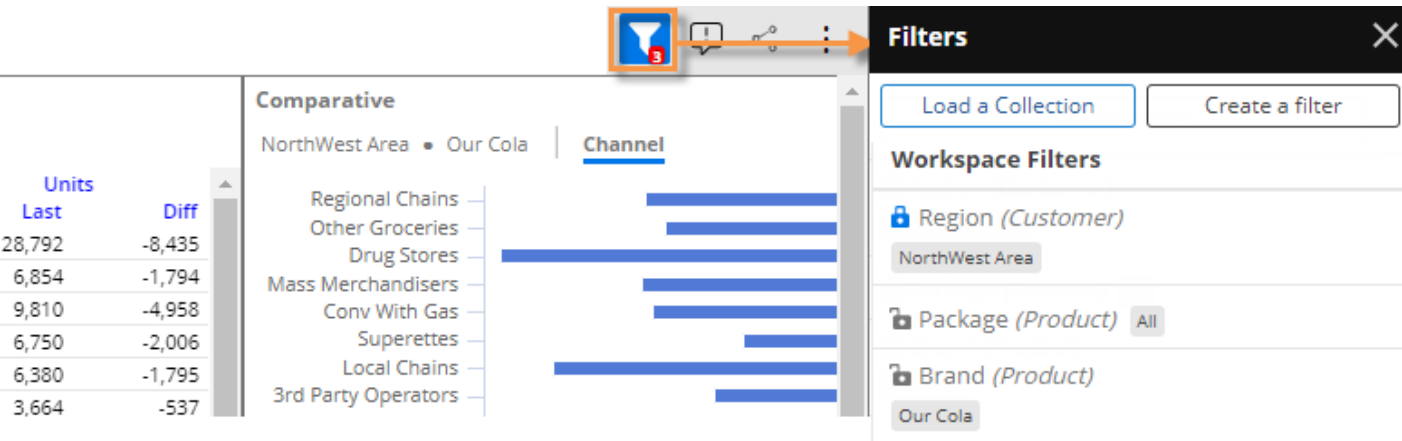 3
Filters
Load a Collection Create a filter
Workspace Filters
Region (Customer)
NorthWest Area
Package (Product) All
Brand (Product)
Our Cola
Comparative
NorthWest Area • Our Cola Channel
Regional Chains
Other Groceries
Drug Stores
Mass Merchandisers
Conv With Gas
Superettes
Local Chains
3rd Party Operators
Units
Last Diff
28,792 -8,435
6,854 -1,794
9,810 -4,958
6,750 -2,006
6,380 -1,795
3,664 -537